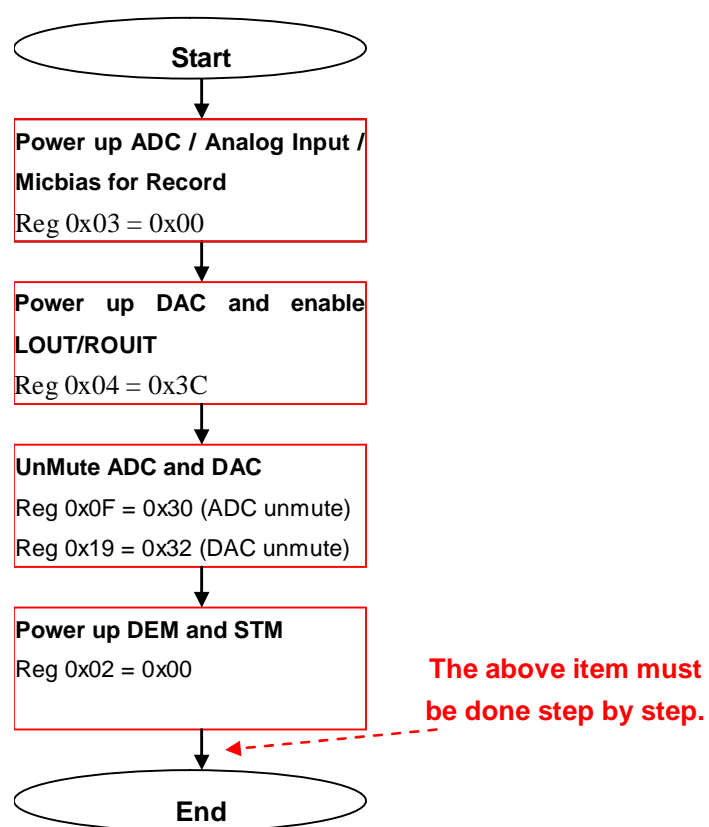 Start
Power up ADC / Analog Input /
Micbias for Record
Reg 0x03 = 0x00
Power up DAC and enable
LOUT/ROUIT
Reg 0x04 = 0x3C
UnMute ADC and DAC
Reg 0x0F = 0x30 (ADC unmute)
Reg 0x19 = 0x32 (DAC unmute)
Power up DEM and STM
Reg 0x02 = 0x00
The above item must
be done step by step.
End